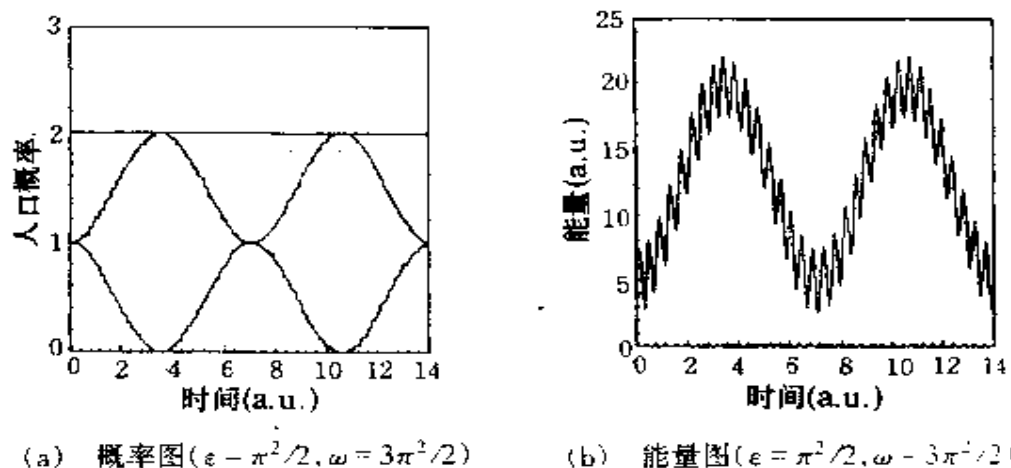 3
2
1
0
人口概率
0 2 4 6 8 10 12 14
时间(a.u.)
(a) 概率图(ε-π²/2,ω=3π²/2)
25
20
15
10
5
0
能量(a.u.)
0 2 4 6 8 10 12 14
时间(a.u.)
(b) 能量图(ε=π²/2,ω-3π²/2)